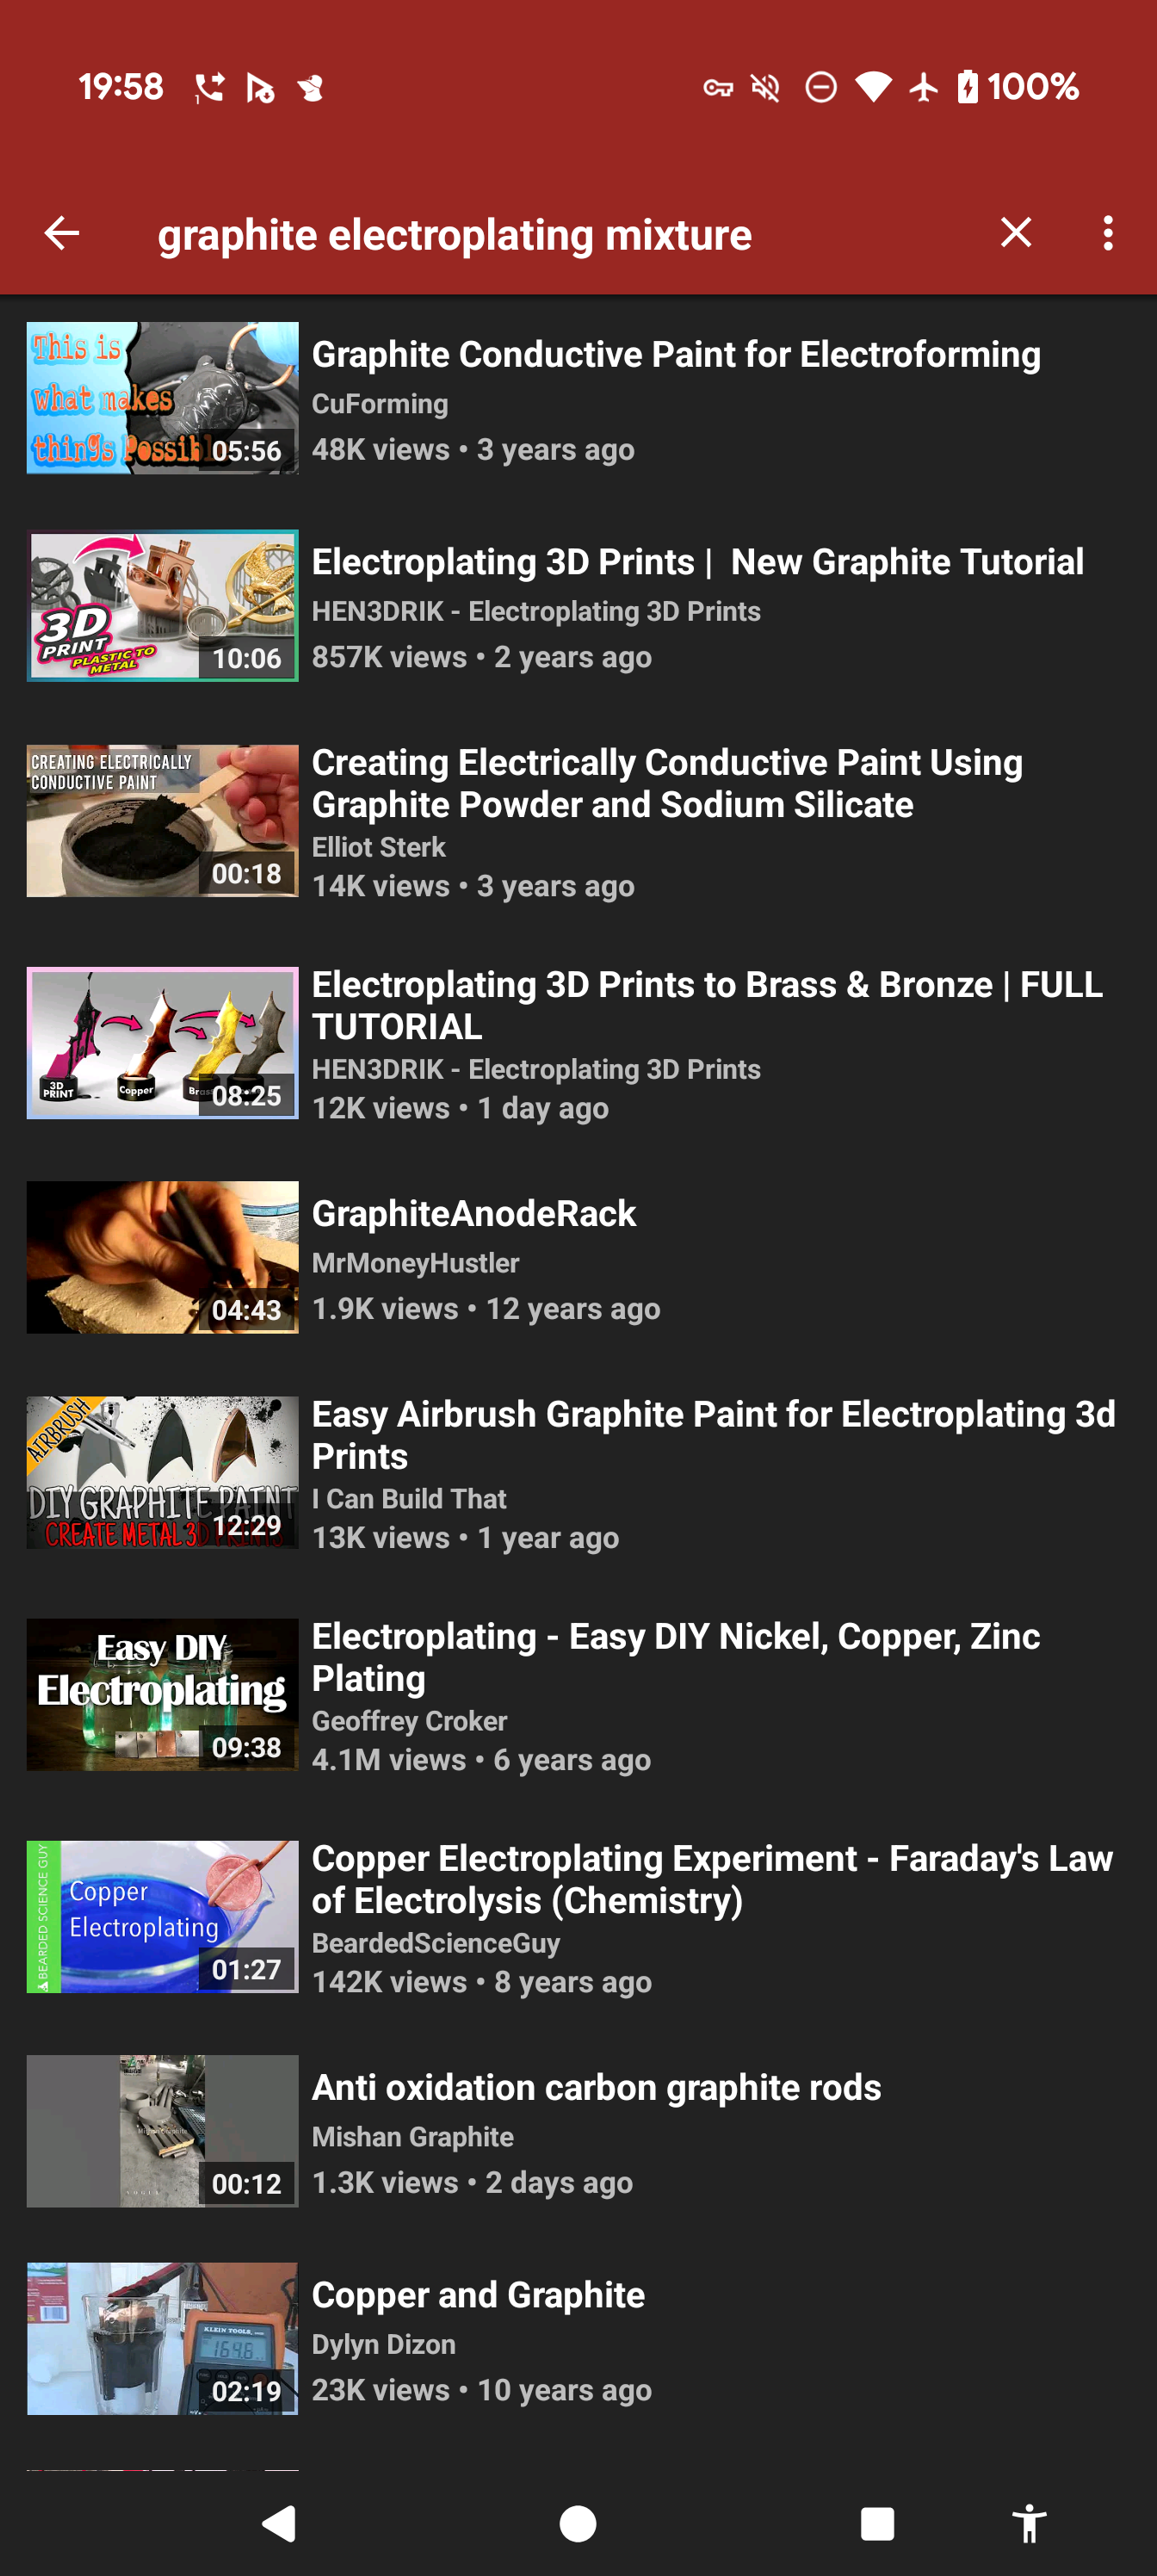 19:58
1
100%
graphite electroplating mixture
This is
what makes
things Possibl
05:56
Graphite Conductive Paint for Electroforming
CuForming
48K views • 3 years ago
3D
PRINT
PLASTIC TO
METAL
10:06
Electroplating 3D Prints | New Graphite Tutorial
HEN3DRIK - Electroplating 3D Prints
857K views • 2 years ago
CREATING ELECTRICALLY
CONDUCTIVE PAINT
00:18
Creating Electrically Conductive Paint Using
Graphite Powder and Sodium Silicate
Elliot Sterk
14K views • 3 years ago
3D
PRINT
Copper
Bras
08:25
Electroplating 3D Prints to Brass & Bronze | FULL
TUTORIAL
HEN3DRIK - Electroplating 3D Prints
12K views • 1 day ago
04:43
GraphiteAnodeRack
MrMoneyHustler
1.9K views • 12 years ago
AIRBRUSH
DIY GRAPHITE PAINT
CREATE METAL 3D PRINTS
12:29
Easy Airbrush Graphite Paint for Electroplating 3d
Prints
I Can Build That
13K views • 1 year ago
Easy DIY
Electroplating
09:38
Electroplating - Easy DIY Nickel, Copper, Zinc
Plating
Geoffrey Croker
4.1M views • 6 years ago
BEARDED SCIENCE GUY
Copper
Electroplating
01:27
Copper Electroplating Experiment - Faraday's Law
of Electrolysis (Chemistry)
BeardedScienceGuy
142K views • 8 years ago
00:12
Anti oxidation carbon graphite rods
Mishan Graphite
1.3K views • 2 days ago
KLEIN TOOLS
164.6
02:19
Copper and Graphite
Dylyn Dizon
23K views • 10 years ago